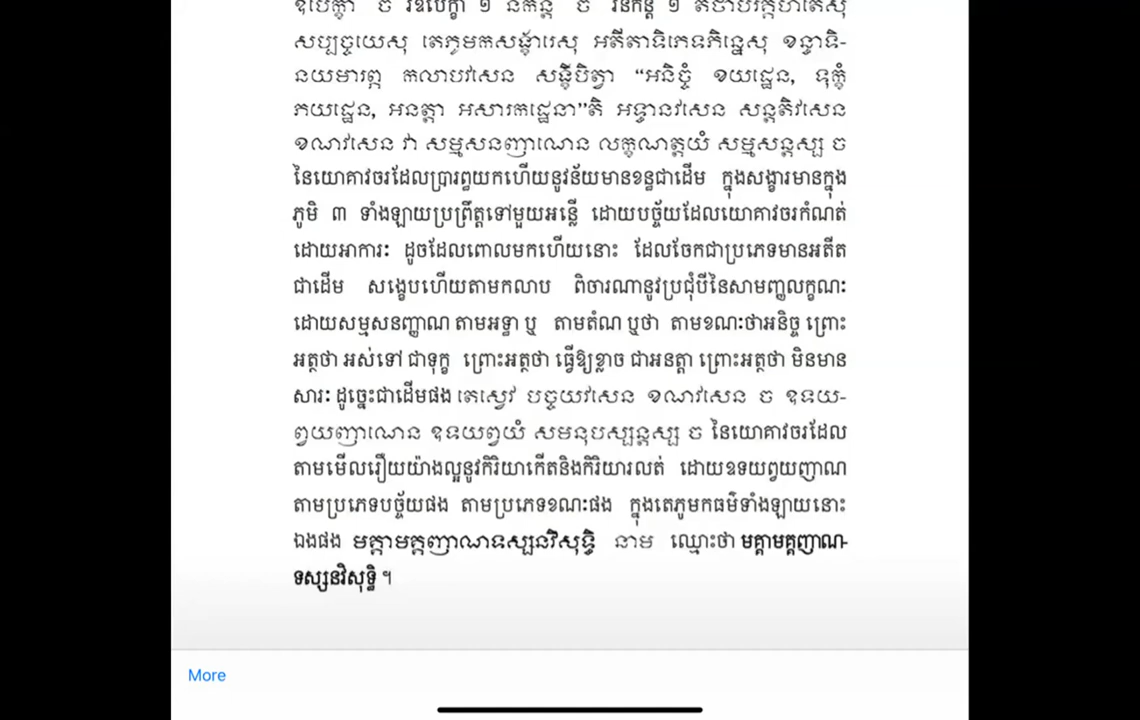 ឧបេក្ខា ច រីឧបេក្ខា ១ និកន្តិ ច
សប្បច្ចយេសុ តេភូមកសង្ខារេសុ អតីតាទិភេទភិន្នេសុ ខន្ធាទិ-
នយមារព្ភ កលាបវសេន សង្ខិបិត្វា “អនិច្ចំ ខយដ្ឋេន, ទុក្ខំ
ភយដ្ឋេន, អនត្តា អសារកដ្ឋេនា”តិ អទ្ធានវសេន សន្តតិវសេន
ខណវសេន វា សម្មសនញាណេន លក្ខណត្តយំ សម្មសន្តស្ស ច
នៃយោគាវចរដែលប្រារព្ធយកហើយនូវន័យមានខន្ធជាដើម ក្នុងសង្ខារមានក្នុង
ភូមិ ៣ ទាំងឡាយប្រព្រឹត្តទៅមួយអន្លើ ដោយបច្ច័យដែលយោគាវចរកំណត់
ដោយអាការៈ ដូចដែលពោលមកហើយនោះ ដែលចែកជាប្រភេទមានអតីត
ជាដើម សង្ខេបហើយតាមកលាប ពិចារណានូវប្រជុំបីនៃសាមញ្ញលក្ខណៈ
ដោយសម្មសនញ្ញាណ តាមអទ្ធា ឬ តាមតំណ ឬថា តាមខណៈថាអនិច្ច ព្រោះ
អត្ថថា អស់ទៅ ជាទុក្ខ ព្រោះអត្ថថា ធ្វើឱ្យខ្លាច ជាអនត្តា ព្រោះអត្ថថា មិនមាន
សារៈ ដូច្នេះជាដើមផង តេស្វេវ បច្ចយវសេន ខណវសេន ច ឧទយ-
ព្វយញាណេន ឧទយព្វយំ សមនុបស្សន្តស្ស ច នៃយោគាវចរដែល
តាមមើលរឿយយ៉ាងល្អនូវកិរិយាកើតនិងកិរិយារលត់ ដោយឧទយព្វយញាណ
តាមប្រភេទបច្ច័យផង តាមប្រភេទខណៈផង ក្នុងតេភូមកធម៌ទាំងឡាយនោះ
ឯងផង មគ្គាមគ្គញាណទស្សនវិសុទ្ធិ នាម ឈ្មោះថា មគ្គាមគ្គញាណ-
ទស្សនវិសុទ្ធិ ។
More